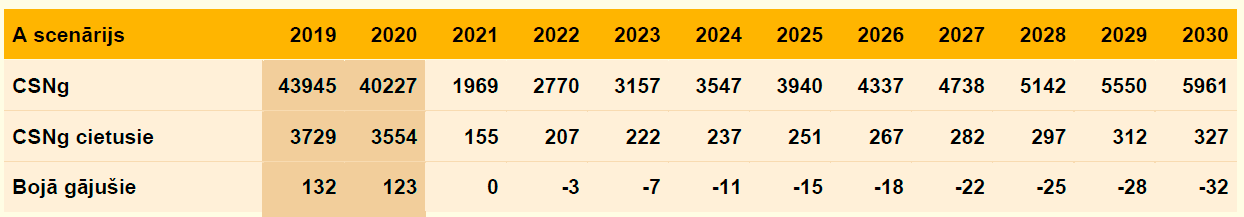 A scenārijs 2019 2020 2021 2022 2023 2024 2025 2026 2027 2028 2029 2030
CSNg 43945 40227 1969 2770 3157 3547 3940 4337 4738 5142 5550 5961
CSNg cietusie 3729 3554 155 207 222 237 251 267 282 297 312 327
Bojā gājušie 132 123 0 -3 -7 -11 -15 -18 -22 -25 -28 -32